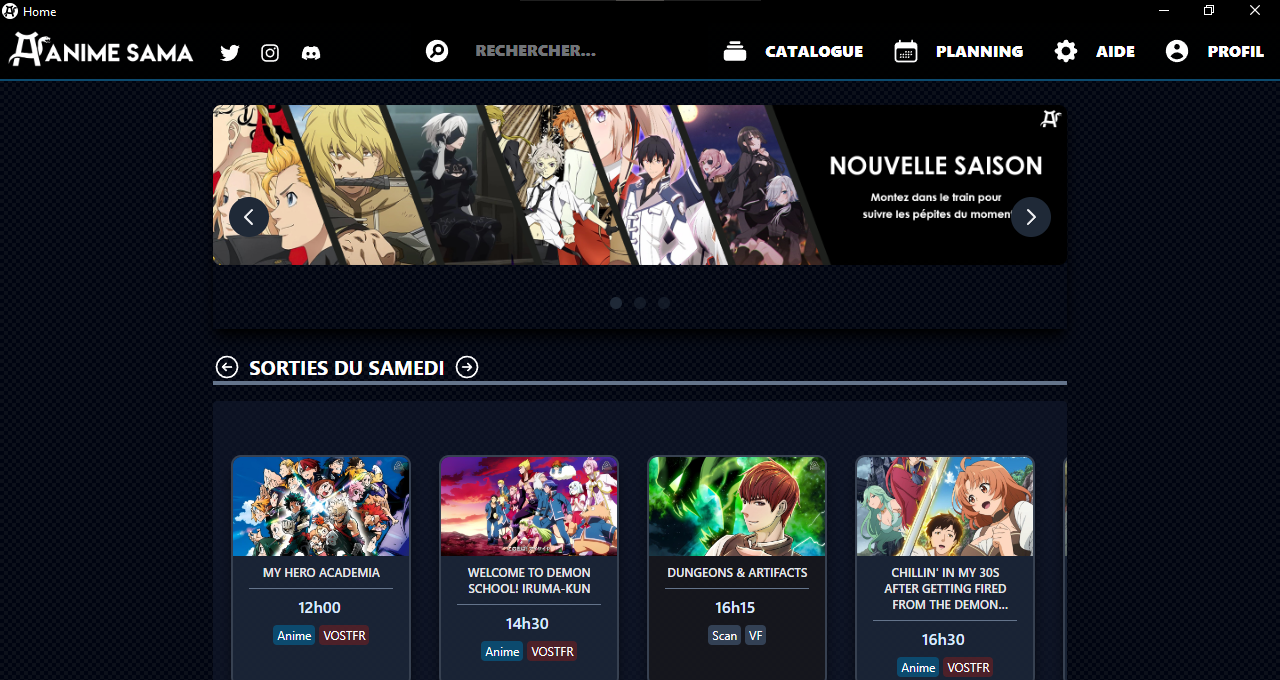 Home
ANIME SAMA
RECHERCHER...
CATALOGUE
PLANNING
AIDE
PROFIL
NOUVELLE SAISON
Montez dans le train pour
suivre les pépites du moment
SORTIES DU SAMEDI
MY HERO ACADEMIA
12h00
Anime VOSTFR
WELCOME TO DEMON
SCHOOL! IRUMA-KUN
14h30
Anime VOSTFR
DUNGEONS & ARTIFACTS
16h15
Scan VF
CHILLIN' IN MY 30S
AFTER GETTING FIRED
FROM THE DEMON...
16h30
Anime VOSTFR